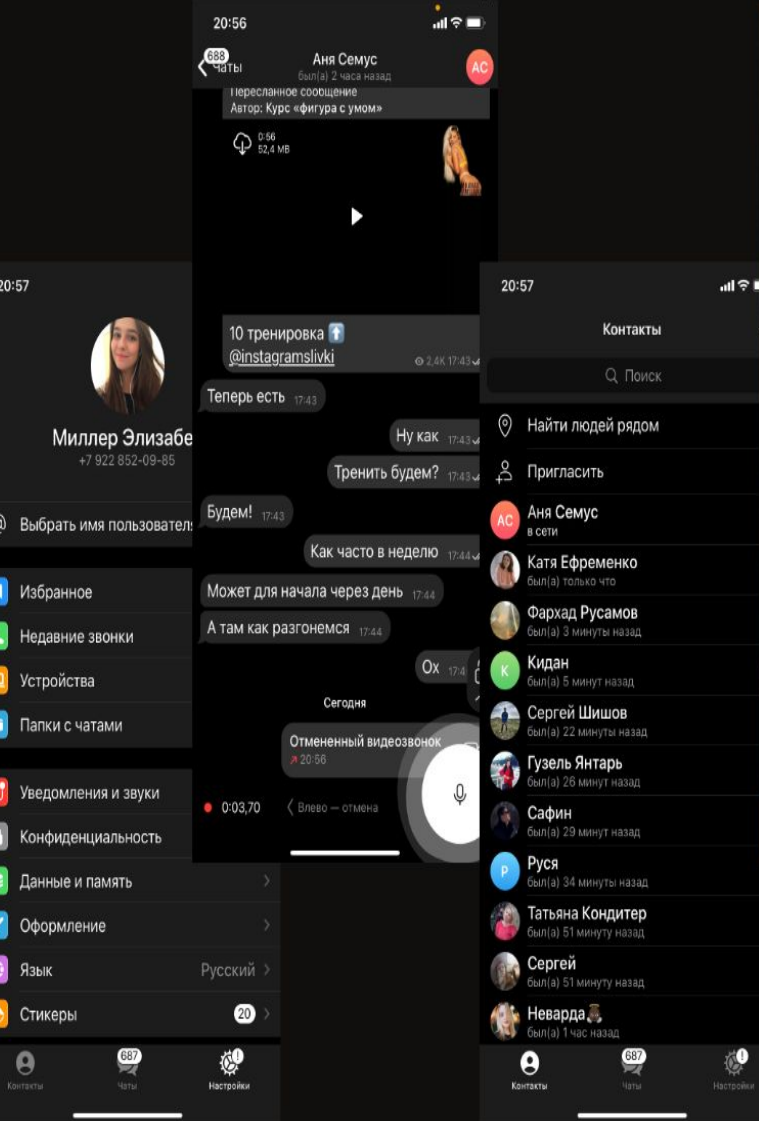 20:57
Миллер Элизабе
+7 922 852-09-85
Выбрать имя пользовател
Избранное
Недавние звонки
Устройства
Папки с чатами
Уведомления и звуки
Конфиденциальность
Данные и память
Оформление
Язык
Русский
Стикеры
20
Контакты
687
Чаты
Настройки
20:56
688
Чаты
Аня Семус
был(а) 2 часа назад
АС
Пересланное сообщение
Автор: Курс «фигура с умом»
0:56
52,4 MB
10 тренировка
@instagramslivki
2,4K 17:43
Теперь есть 17:43
Ну как 17:43
Тренить будем? 17:43
Будем! 17:43
Как часто в неделю 17:44
Может для начала через день 17:44
А там как разгонемся 17:44
Ох 17:4
Сегодня
Отмененный видеозвонок
20:56
0:03,70
Влево — отмена
20:57
Контакты
Поиск
Найти людей рядом
Пригласить
АС
Аня Семус
в сети
Катя Ефременко
был(а) только что
Фархад Русамов
был(а) 3 минуты назад
К
Кидан
был(а) 5 минут назад
Сергей Шишов
был(а) 22 минуты назад
Гузель Янтарь
был(а) 26 минут назад
Сафин
был(а) 29 минут назад
Р
Руся
был(а) 34 минуты назад
Татьяна Кондитер
был(а) 51 минуту назад
Сергей
был(а) 51 минуту назад
Неварда
был(а) 1 час назад
Контакты
687
Чаты
Настройки